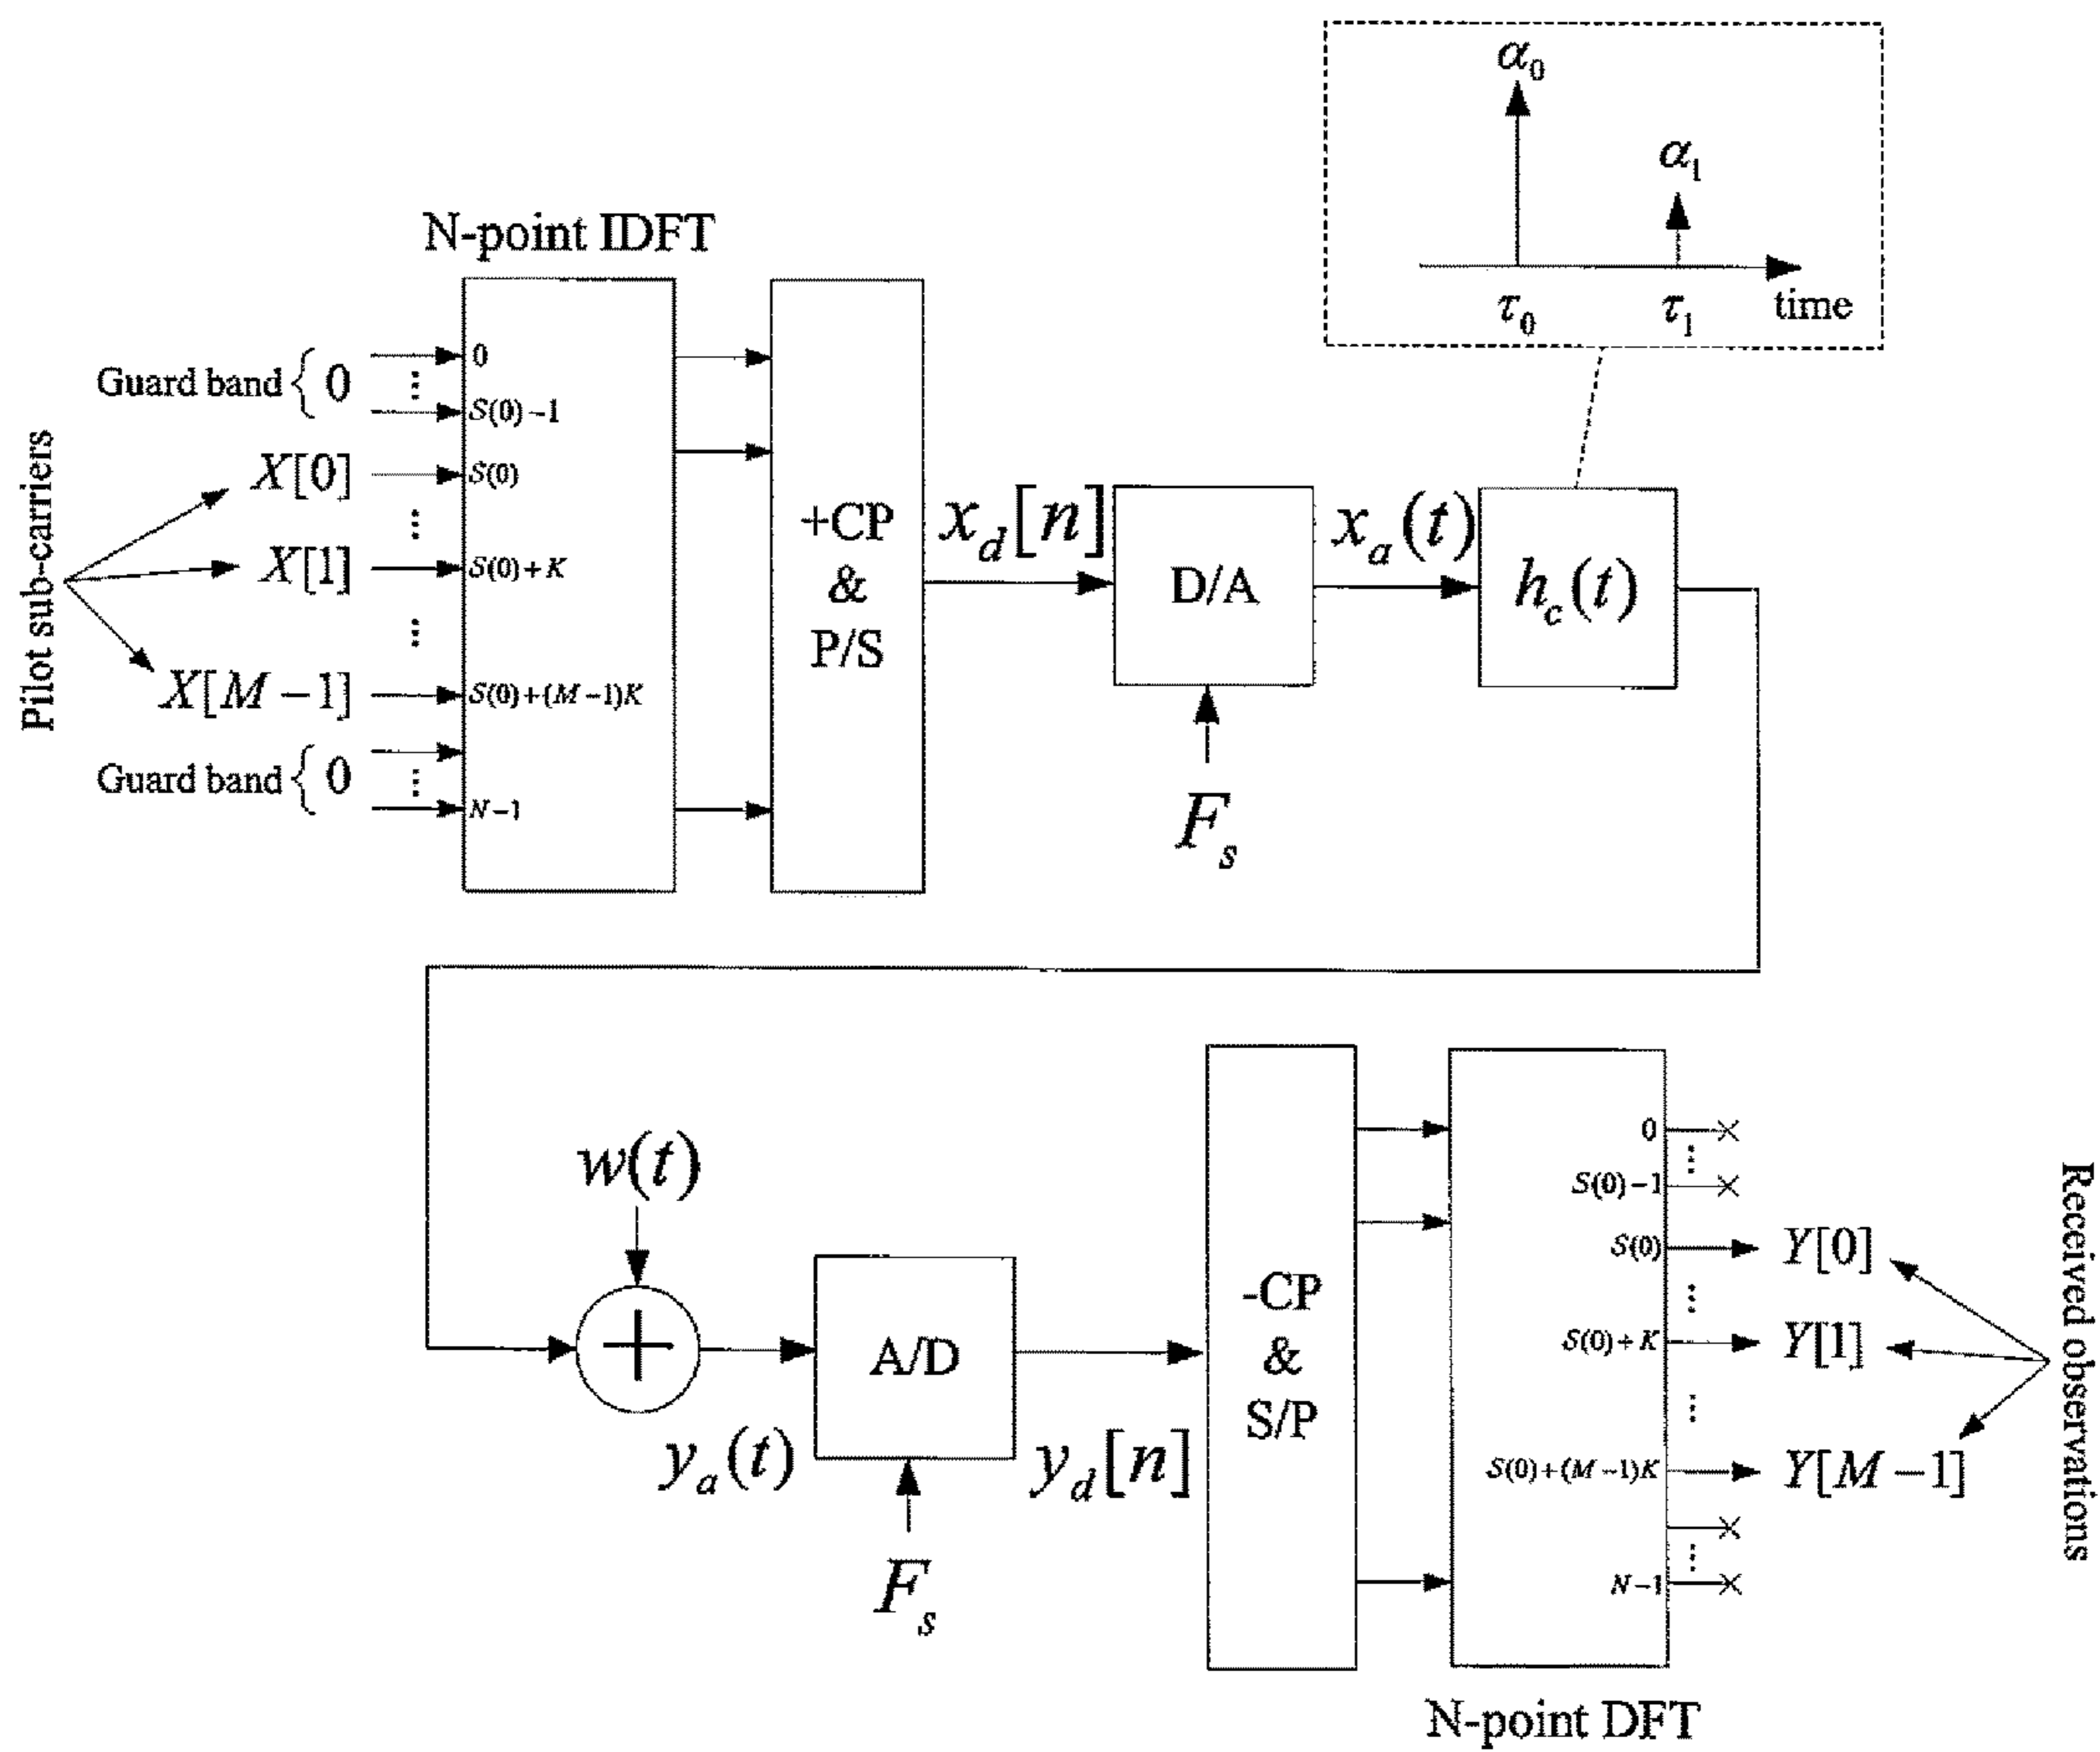 α₀
α₁
τ₀
τ₁
time
N-point IDFT
Guard band { 0
0
⋮
S(0)−1
Pilot sub-carriers
X[0]
S(0)
⋮
X[1]
S(0)+K
⋮
X[M−1]
S(0)+(M−1)K
Guard band { 0
⋮
N−1
+CP
&
P/S
x_d[n]
D/A
F_s
x_a(t)
h_c(t)
w(t)
+
y_a(t)
A/D
F_s
y_d[n]
-CP
&
S/P
0
⋮
S(0)−1
S(0)
Y[0]
⋮
S(0)+K
Y[1]
⋮
S(0)+(M−1)K
Y[M−1]
⋮
N−1
Received observations
N-point DFT